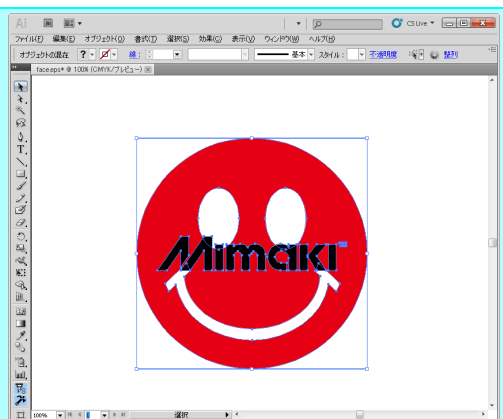 Ai Br CS Live
ファイル(F) 編集(E) オブジェクト(O) 書式(T) 選択(S) 効果(C) 表示(V) ウィンドウ(W) ヘルプ(H)
オブジェクトの混在 ? 線: 基本 スタイル: 不透明度 整列
face.eps* @ 100% (CMYK/プレビュー)
Mimaki
100% 選択